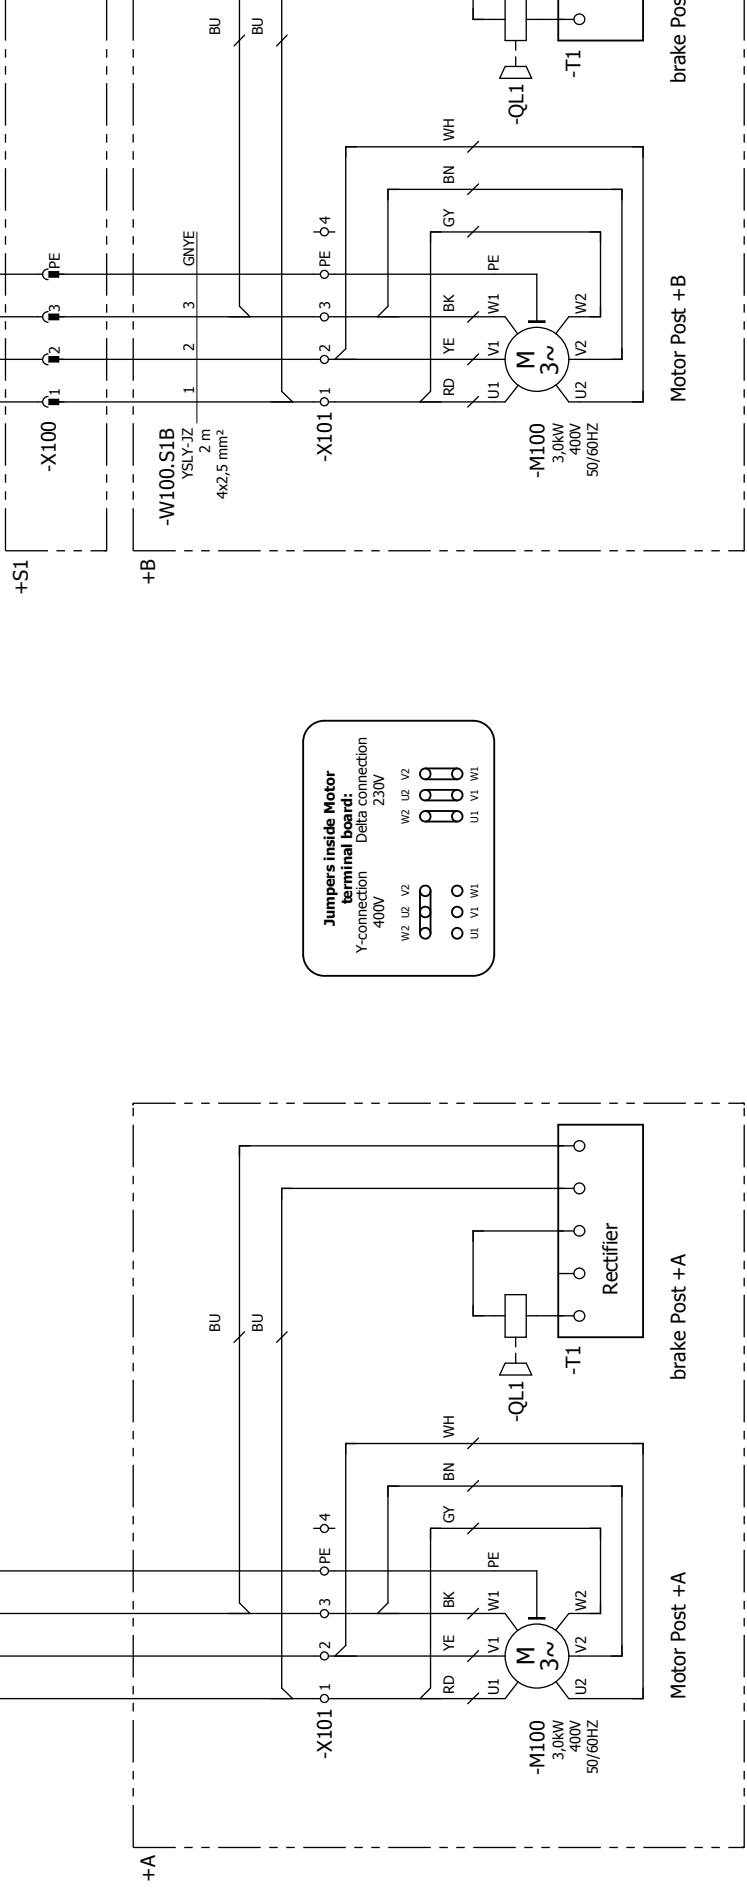 +A
BU
BU
-X101
1
2
3
PE
4
RD
YE
BK
GY
BN
WH
U1
V1
W1
PE
-M100
3,0kW
400V
50/60HZ
M
3~
U2
V2
W2
Motor Post +A
-QL1
-T1
Rectifier
brake Post +A
Jumpers inside Motor
terminal board:
Y-connection Delta connection
400V 230V
W2 U2 V2 W2 U2 V2
U1 V1 W1 U1 V1 W1
+S1
-X100
1
2
3
PE
+B
-W100.S1B
YSLY-JZ
2 m
4x2,5 mm²
1
2
3
GNYE
BU
BU
-X101
1
2
3
PE
4
RD
YE
BK
GY
BN
WH
U1
V1
W1
PE
-M100
3,0kW
400V
50/60HZ
M
3~
U2
V2
W2
Motor Post +B
-QL1
-T1
brake